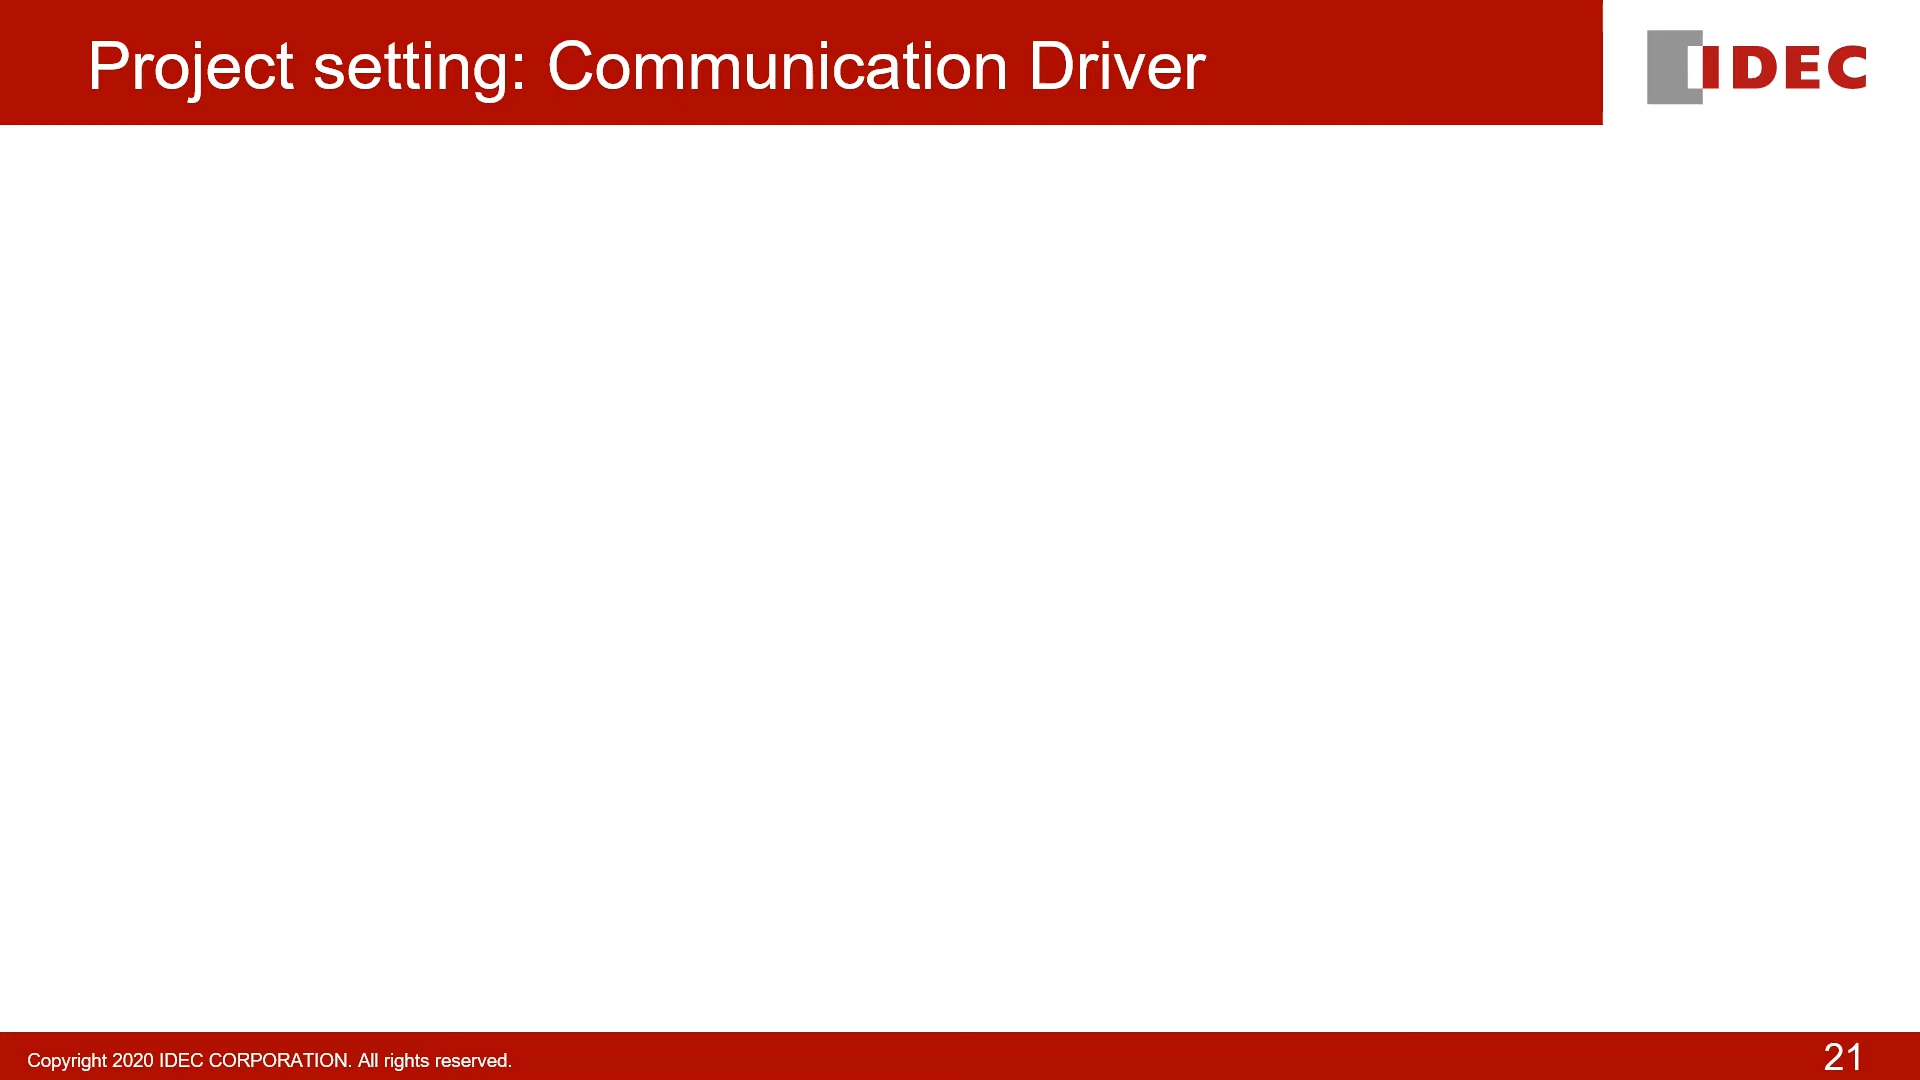 Project setting: Communication Driver
IDEC
Copyright 2020 IDEC CORPORATION. All rights reserved.
21